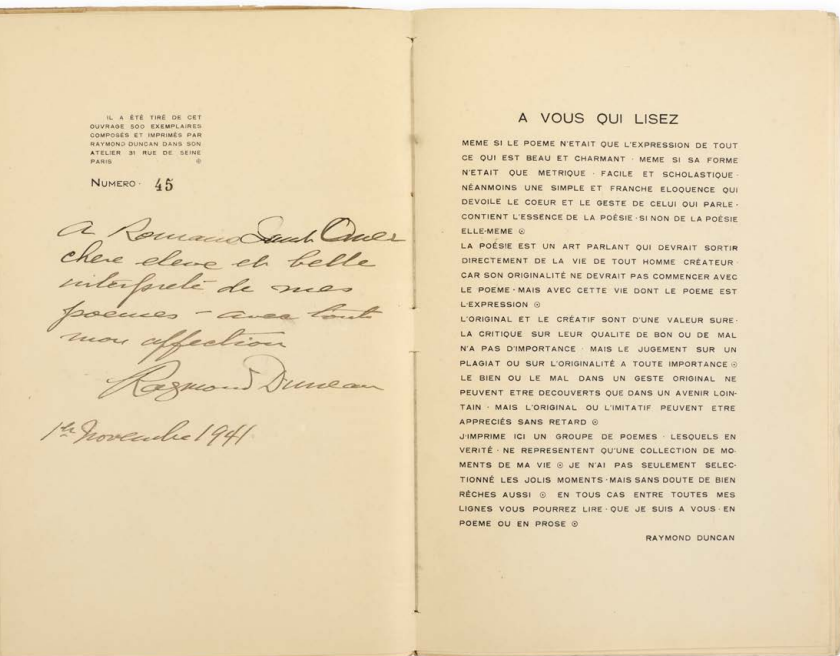 IL A ÉTÉ TIRÉ DE CET
OUVRAGE 500 EXEMPLAIRES
COMPOSÉS ET IMPRIMÉS PAR
RAYMOND DUNCAN DANS SON
ATELIER 31 RUE DE SEINE
PARIS ⊙
NUMERO· 45
a Romano Saint Omer
chere eleve et belle
interprete de mes
poemes - avec tout
mon affection
Raymond Duncan
1er Novembre 1941
A VOUS QUI LISEZ
MEME SI LE POEME N'ETAIT QUE L'EXPRESSION DE TOUT
CE QUI EST BEAU ET CHARMANT · MEME SI SA FORME
N'ETAIT QUE METRIQUE · FACILE ET SCHOLASTIQUE ·
NÉANMOINS UNE SIMPLE ET FRANCHE ELOQUENCE QUI
DEVOILE LE COEUR ET LE GESTE DE CELUI QUI PARLE·
CONTIENT L'ESSENCE DE LA POÉSIE·SI NON DE LA POÉSIE
ELLE-MEME ⊙
LA POÉSIE EST UN ART PARLANT QUI DEVRAIT SORTIR
DIRECTEMENT DE LA VIE DE TOUT HOMME CRÉATEUR·
CAR SON ORIGINALITÉ NE DEVRAIT PAS COMMENCER AVEC
LE POEME·MAIS AVEC CETTE VIE DONT LE POEME EST
L'EXPRESSION ⊙
L'ORIGINAL ET LE CRÉATIF SONT D'UNE VALEUR SURE·
LA CRITIQUE SUR LEUR QUALITE DE BON OU DE MAL
N'A PAS D'IMPORTANCE · MAIS LE JUGEMENT SUR UN
PLAGIAT OU SUR L'ORIGINALITÉ A TOUTE IMPORTANCE ⊙
LE BIEN OU LE MAL DANS UN GESTE ORIGINAL NE
PEUVENT ETRE DECOUVERTS QUE DANS UN AVENIR LOIN-
TAIN · MAIS L'ORIGINAL OU L'IMITATIF PEUVENT ETRE
APPRECIÉS SANS RETARD ⊙
J'IMPRIME ICI UN GROUPE DE POEMES · LESQUELS EN
VERITÉ · NE REPRESENTENT QU'UNE COLLECTION DE MO-
MENTS DE MA VIE ⊙ JE N'AI PAS SEULEMENT SELEC-
TIONNÉ LES JOLIS MOMENTS·MAIS SANS DOUTE DE BIEN
RÊCHES AUSSI ⊙ EN TOUS CAS ENTRE TOUTES MES
LIGNES VOUS POURREZ LIRE·QUE JE SUIS A VOUS·EN
POEME OU EN PROSE ⊙
RAYMOND DUNCAN